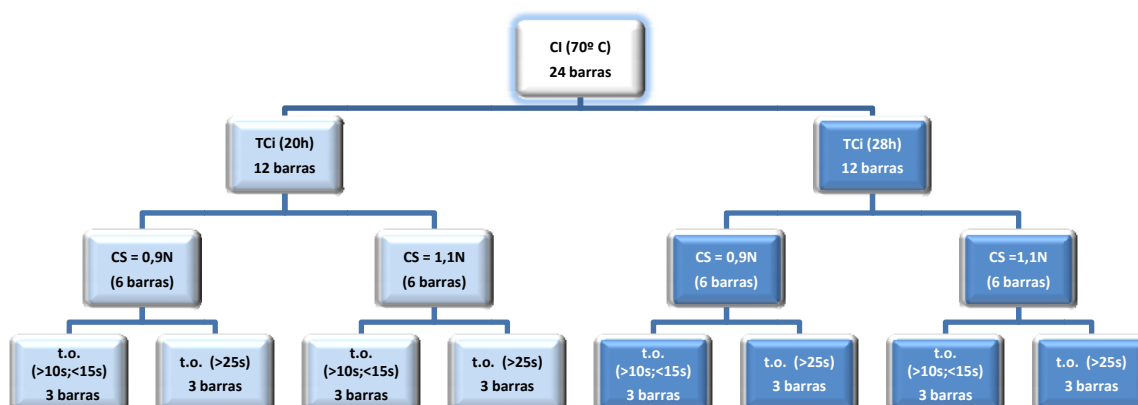 CI (70º C)
24 barras
TCi (20h)
12 barras
TCi (28h)
12 barras
CS = 0,9N
(6 barras)
CS = 1,1N
(6 barras)
CS = 0,9N
(6 barras)
CS =1,1N
(6 barras)
t.o.
(>10s;<15s)
3 barras
t.o. (>25s)
3 barras
t.o.
(>10s;<15s)
3 barras
t.o. (>25s)
3 barras
t.o.
(>10s;<15s)
3 barras
t.o. (>25s)
3 barras
t.o.
(>10s;<15s)
3 barras
t.o. (>25s)
3 barras